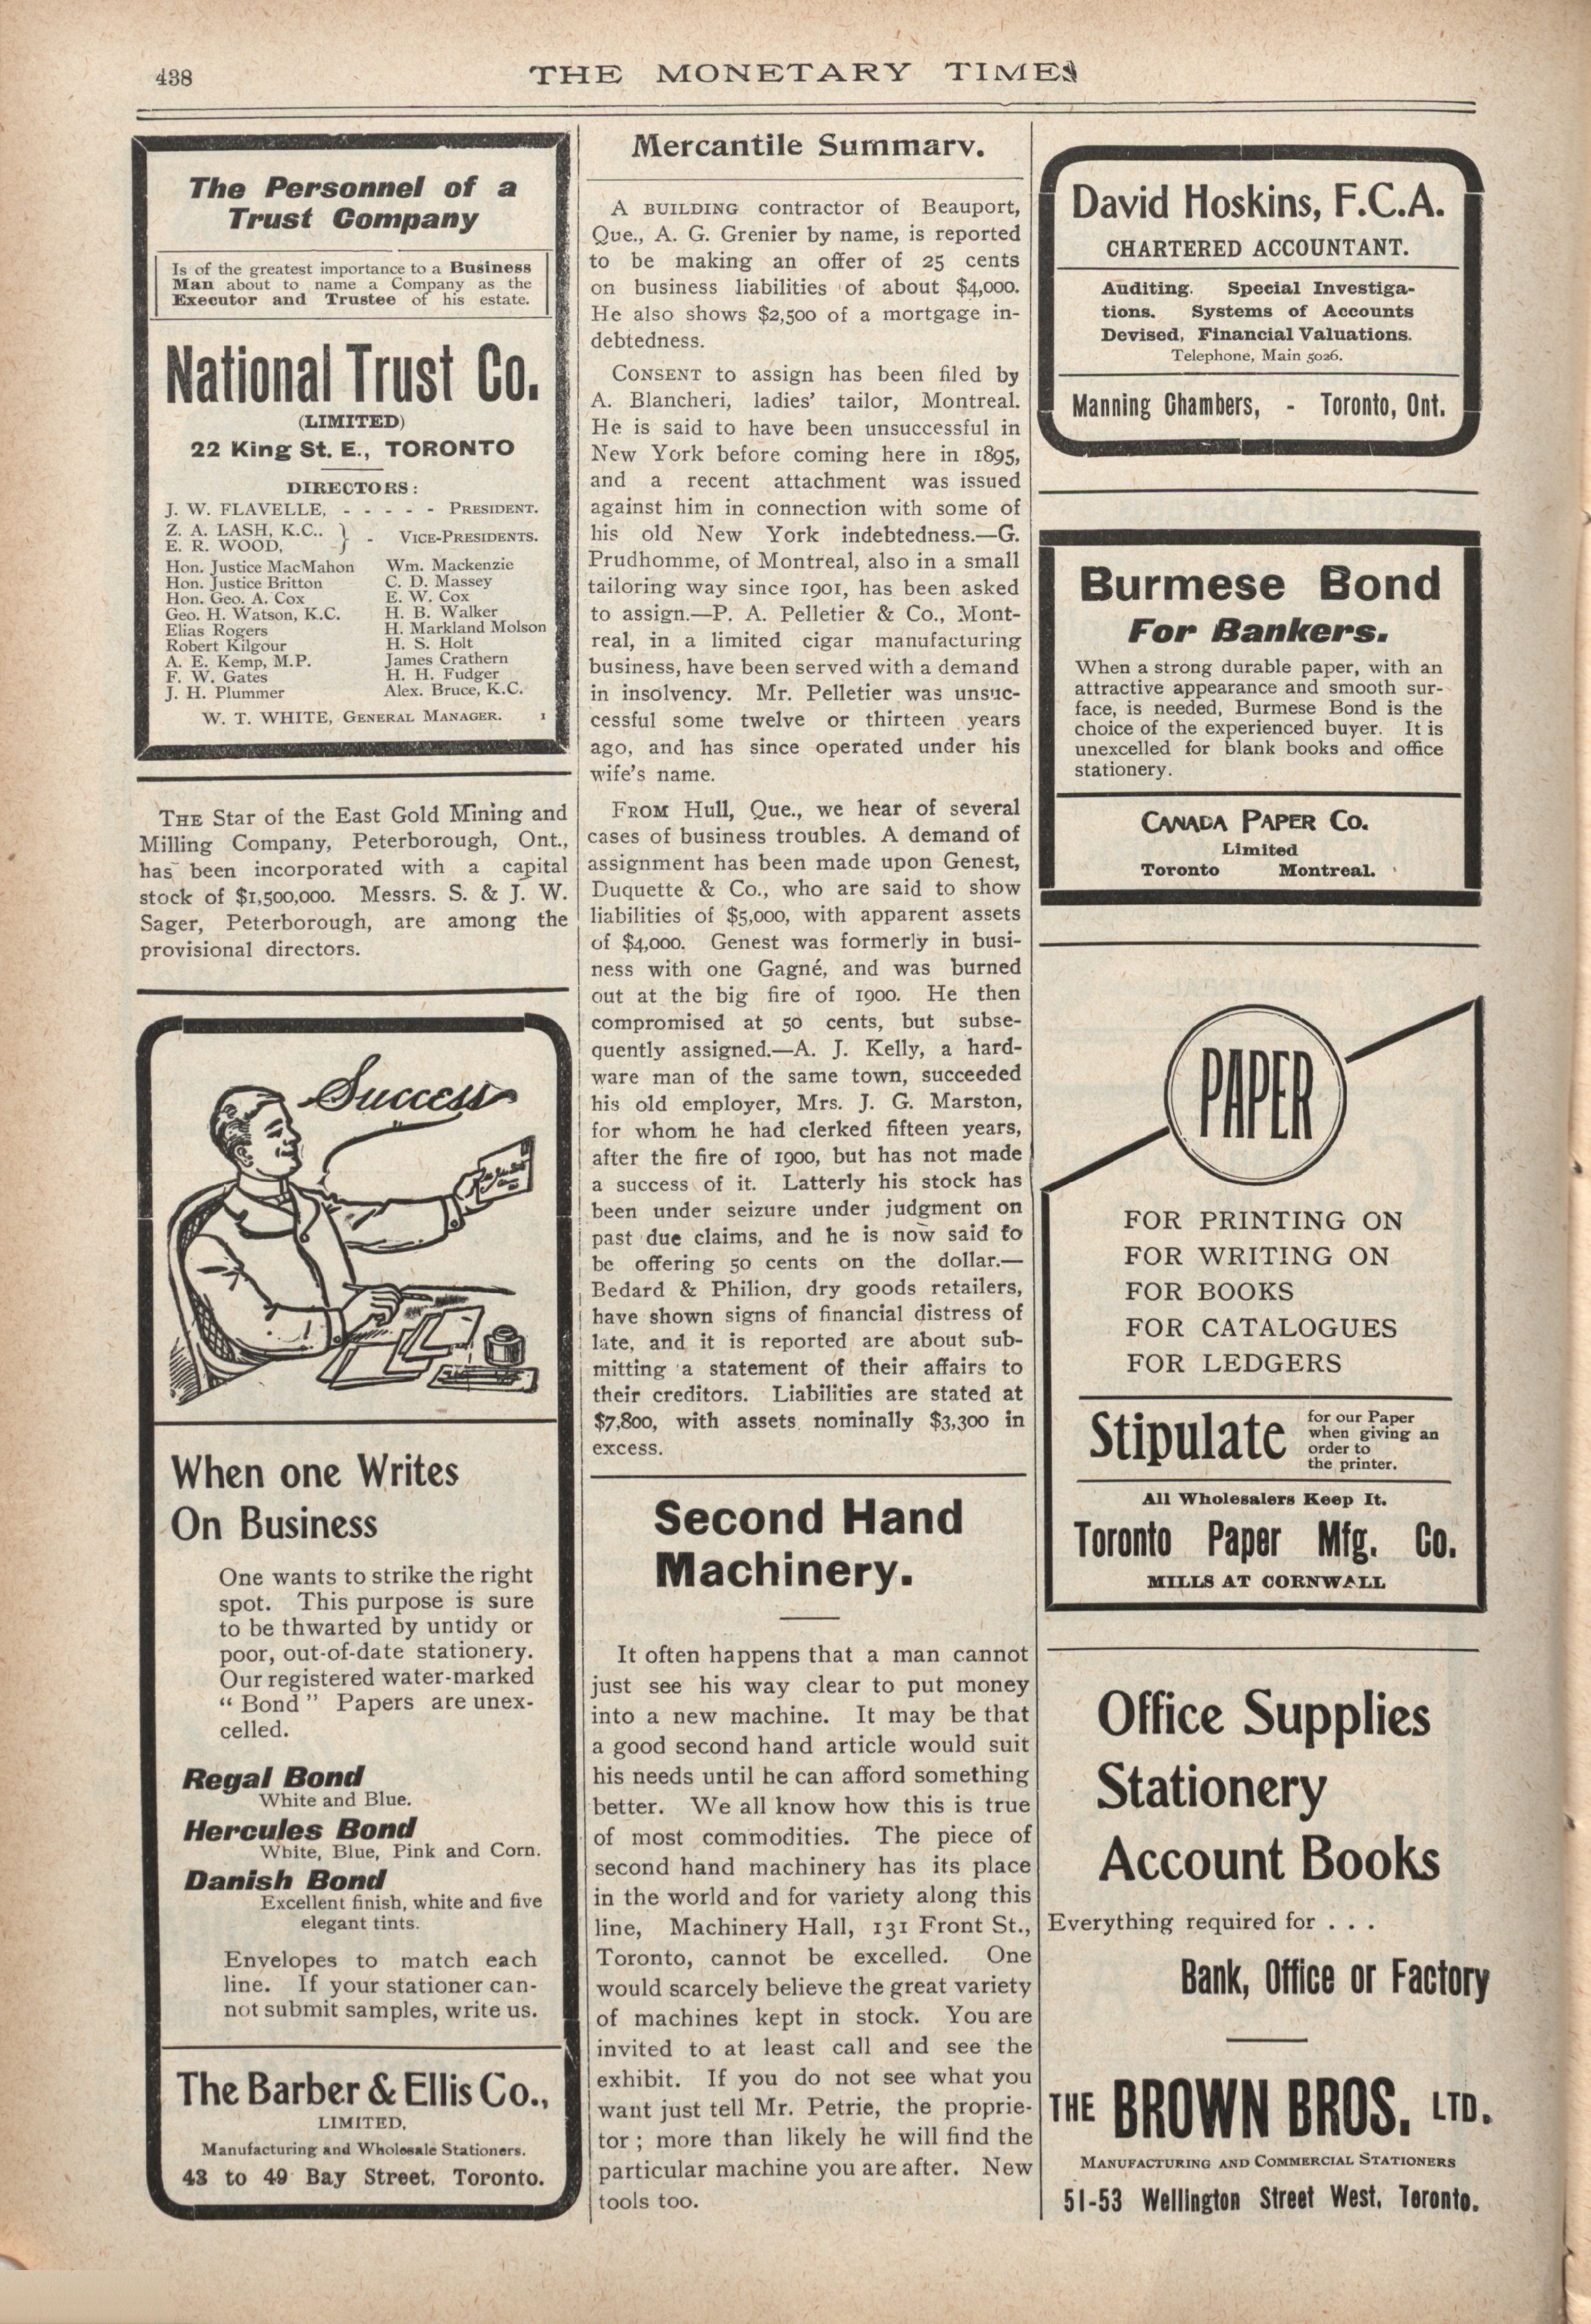 438
THE MONETARY TIMES
The Personnel of a
Trust Company
Is of the greatest importance to a Business
Man about to name a Company as the
Executor and Trustee of his estate.
National Trust Co.
(LIMITED)
22 King St. E., TORONTO
DIRECTORS:
J. W. FLAVELLE, - - - - - PRESIDENT.
Z. A. LASH, K.C..
E. R. WOOD,
} - VICE-PRESIDENTS.
Hon. Justice MacMahon
Hon. Justice Britton
Hon. Geo. A. Cox
Geo. H. Watson, K.C.
Elias Rogers
Robert Kilgour
A. E. Kemp, M.P.
F. W. Gates
J. H. Plummer
Wm. Mackenzie
C. D. Massey
E. W. Cox
H. B. Walker
H. Markland Molson
H. S. Holt
James Crathern
H. H. Fudger
Alex. Bruce, K.C.
W. T. WHITE, GENERAL MANAGER. 1
THE Star of the East Gold Mining and
Milling Company, Peterborough, Ont.,
has been incorporated with a capital
stock of $1,500,000. Messrs. S. & J. W.
Sager, Peterborough, are among the
provisional directors.
Success
When one Writes
On Business
One wants to strike the right
spot. This purpose is sure
to be thwarted by untidy or
poor, out-of-date stationery.
Our registered water-marked
“ Bond ” Papers are unex-
celled.
Regal Bond
White and Blue.
Hercules Bond
White, Blue, Pink and Corn.
Danish Bond
Excellent finish, white and five
elegant tints.
Envelopes to match each
line. If your stationer can-
not submit samples, write us.
The Barber & Ellis Co.,
LIMITED,
Manufacturing and Wholesale Stationers.
43 to 49 Bay Street, Toronto.
Mercantile Summary.
A BUILDING contractor of Beauport,
Que., A. G. Grenier by name, is reported
to be making an offer of 25 cents
on business liabilities of about $4,000.
He also shows $2,500 of a mortgage in-
debtedness.
CONSENT to assign has been filed by
A. Blancheri, ladies' tailor, Montreal.
He is said to have been unsuccessful in
New York before coming here in 1895,
and a recent attachment was issued
against him in connection with some of
his old New York indebtedness.—G.
Prudhomme, of Montreal, also in a small
tailoring way since 1901, has been asked
to assign.—P. A. Pelletier & Co., Mont-
real, in a limited cigar manufacturing
business, have been served with a demand
in insolvency. Mr. Pelletier was unsuc-
cessful some twelve or thirteen years
ago, and has since operated under his
wife's name.
FROM Hull, Que., we hear of several
cases of business troubles. A demand of
assignment has been made upon Genest,
Duquette & Co., who are said to show
liabilities of $5,000, with apparent assets
of $4,000. Genest was formerly in busi-
ness with one Gagné, and was burned
out at the big fire of 1900. He then
compromised at 50 cents, but subse-
quently assigned.—A. J. Kelly, a hard-
ware man of the same town, succeeded
his old employer, Mrs. J. G. Marston,
for whom he had clerked fifteen years,
after the fire of 1900, but has not made
a success of it. Latterly his stock has
been under seizure under judgment on
past due claims, and he is now said to
be offering 50 cents on the dollar.—
Bedard & Philion, dry goods retailers,
have shown signs of financial distress of
late, and it is reported are about sub-
mitting a statement of their affairs to
their creditors. Liabilities are stated at
$7,800, with assets nominally $3,300 in
excess.
Second Hand
Machinery.
It often happens that a man cannot
just see his way clear to put money
into a new machine. It may be that
a good second hand article would suit
his needs until he can afford something
better. We all know how this is true
of most commodities. The piece of
second hand machinery has its place
in the world and for variety along this
line, Machinery Hall, 131 Front St.,
Toronto, cannot be excelled. One
would scarcely believe the great variety
of machines kept in stock. You are
invited to at least call and see the
exhibit. If you do not see what you
want just tell Mr. Petrie, the proprie-
tor ; more than likely he will find the
particular machine you are after. New
tools too.
David Hoskins, F.C.A.
CHARTERED ACCOUNTANT.
Auditing. Special Investiga-
tions. Systems of Accounts
Devised, Financial Valuations.
Telephone, Main 5026.
Manning Chambers, - Toronto, Ont.
Burmese Bond
For Bankers.
When a strong durable paper, with an
attractive appearance and smooth sur-
face, is needed, Burmese Bond is the
choice of the experienced buyer. It is
unexcelled for blank books and office
stationery.
CANADA PAPER CO.
Limited
Toronto Montreal.
PAPER
FOR PRINTING ON
FOR WRITING ON
FOR BOOKS
FOR CATALOGUES
FOR LEDGERS
Stipulate
for our Paper
when giving an
order to
the printer.
All Wholesalers Keep It.
Toronto Paper Mfg. Co.
MILLS AT CORNWALL
Office Supplies
Stationery
Account Books
Everything required for . . .
Bank, Office or Factory
THE BROWN BROS. LTD.
MANUFACTURING AND COMMERCIAL STATIONERS
51-53 Wellington Street West, Toronto.